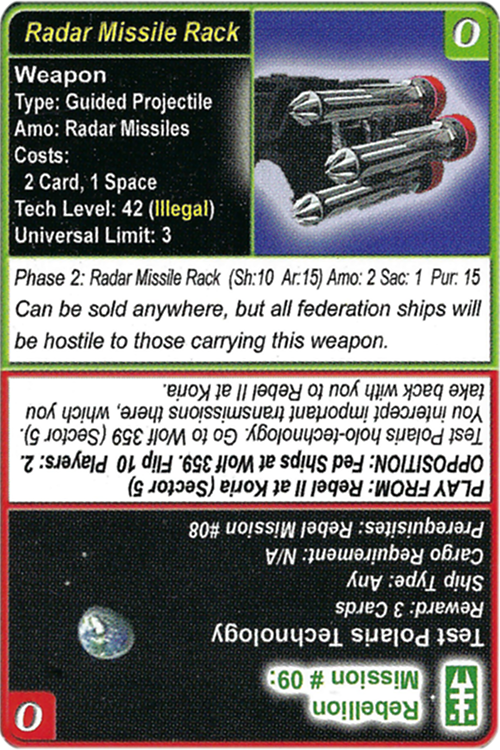 Radar Missile Rack
0
Weapon
Type: Guided Projectile
Amo: Radar Missiles
Costs:
2 Card, 1 Space
Tech Level: 42 (Illegal)
Universal Limit: 3
Phase 2: Radar Missile Rack (Sh:10 Ar:15) Amo: 2 Sac: 1 Pur: 15
Can be sold anywhere, but all federation ships will
be hostile to those carrying this weapon.
Rebellion
Mission # 09:
0
Test Polaris Technology
Reward: 3 Cards
Ship Type: Any
Cargo Requirement: N/A
Prerequisites: Rebel Mission #08
PLAY FROM: Rebel II at Koria (Sector 5)
OPPOSITION: Fed Ships at Wolf 359. Flip 10 Players: 2.
Test Polaris holo-technology. Go to Wolf 359 (Sector 5).
You intercept important transmissions there, which you
take back with you to Rebel II at Koria.